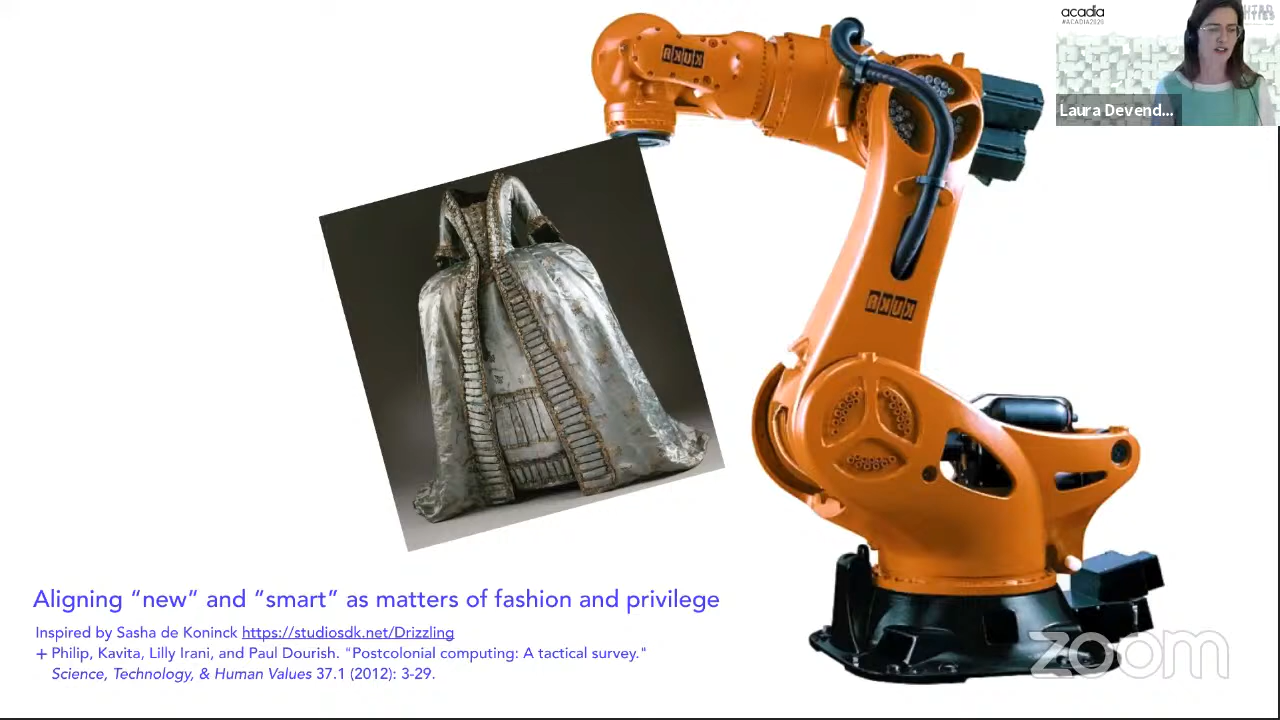 acadia
#ACADIA2020
Laura Devend...
KUKA
KUKA
Aligning “new” and “smart” as matters of fashion and privilege
Inspired by Sasha de Koninck https://studiosdk.net/Drizzling
+ Philip, Kavita, Lilly Irani, and Paul Dourish. "Postcolonial computing: A tactical survey."
Science, Technology, & Human Values 37.1 (2012): 3-29.
zoom